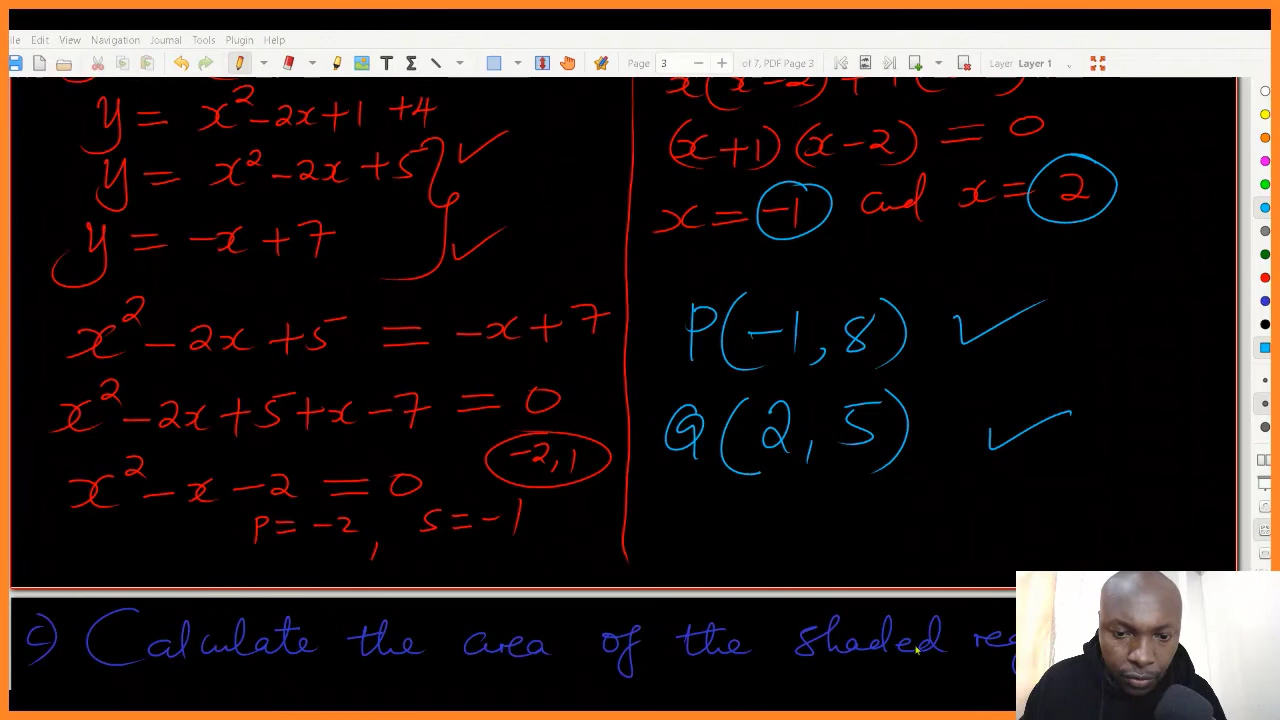 ile Edit View Navigation Journal Tools Plugin Help
Page 3 of 7, PDF Page 3 Layer Layer 1
y = x² - 2x + 1 + 4
y = x² - 2x + 5
y = -x + 7
x² - 2x + 5 = -x + 7
x² - 2x + 5 + x - 7 = 0
-2, 1
x² - x - 2 = 0
P = -2, S = -1
(x + 1)(x - 2) = 0
x = -1 and x = 2
P(-1, 8)
Q(2, 5)
c) Calculate the area of the shaded